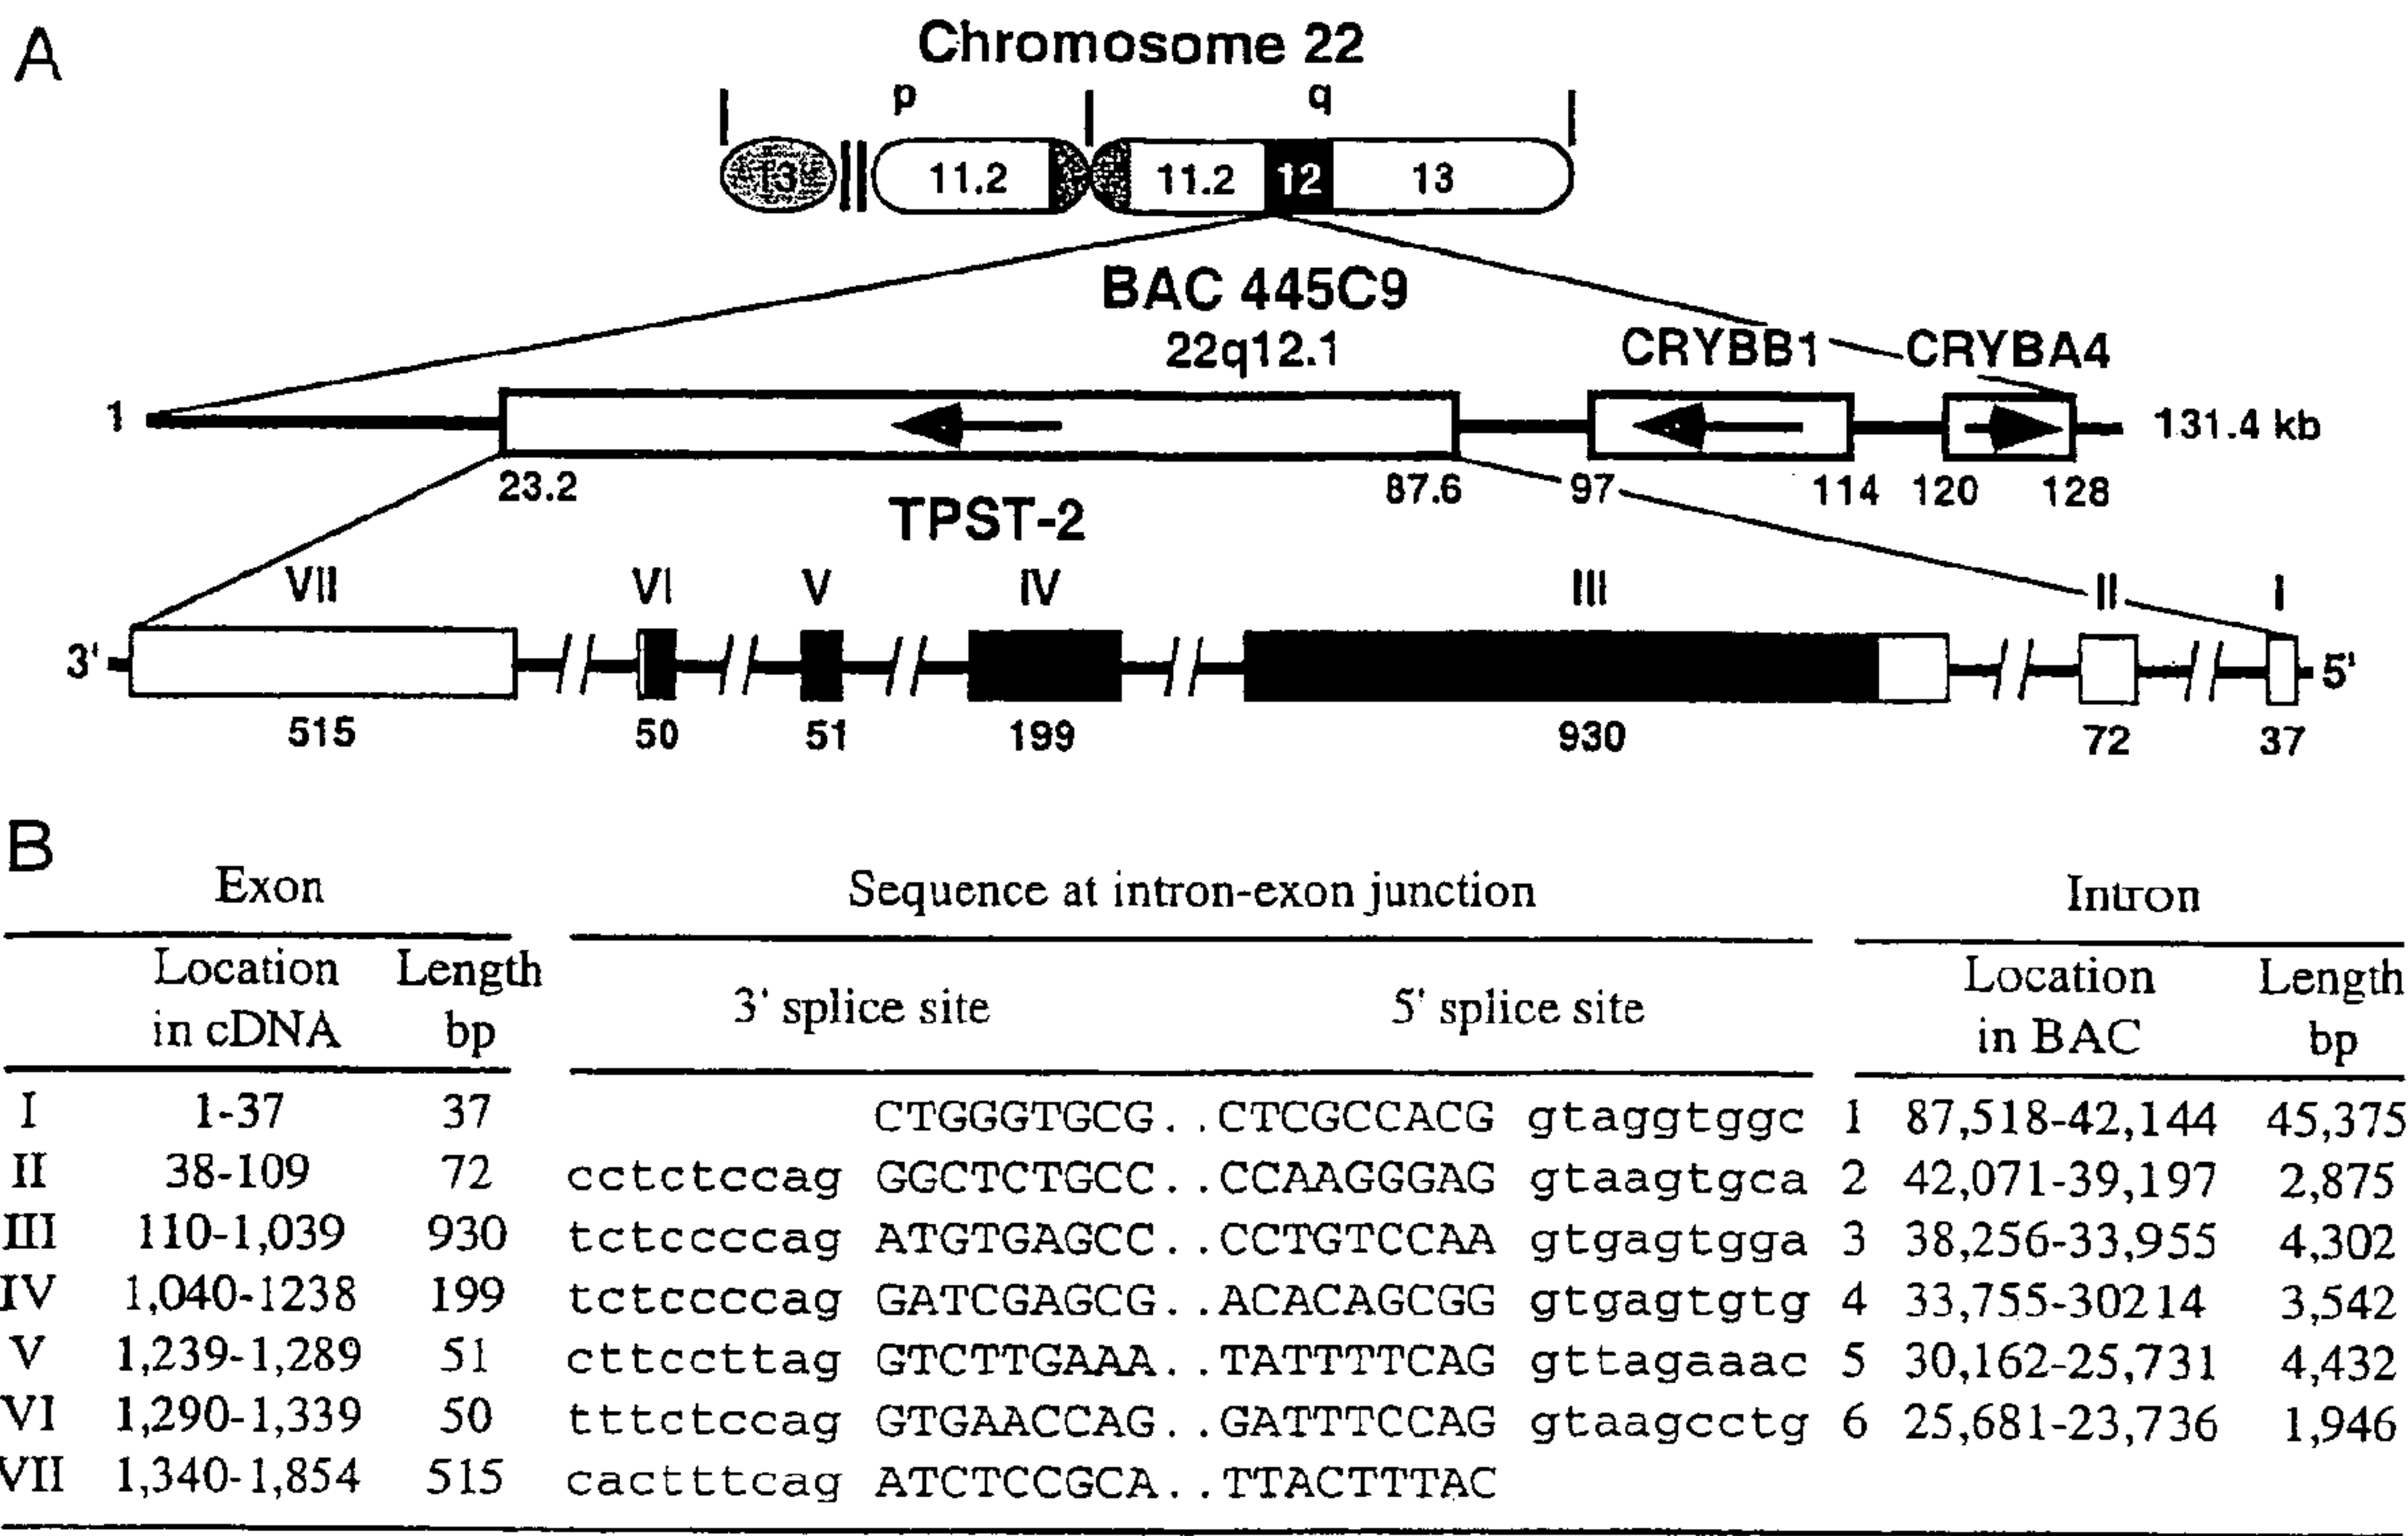 A
Chromosome 22
p q
13 11.2 11.2 12 13
BAC 445C9
22q12.1 CRYBB1 CRYBA4
1 131.4 kb
23.2 87.6 97 114 120 128
TPST-2
VII VI V IV III II I
3' 5'
515 50 51 199 930 72 37
B
Exon Sequence at intron-exon junction Intron
Location Length Location Length
in cDNA bp 3' splice site 5' splice site in BAC bp
I 1-37 37 CTGGGTGCG..CTCGCCACG gtaggtggc 1 87,518-42,144 45,375
II 38-109 72 cctctccag GGCTCTGCC..CCAAGGGAG gtaagtgca 2 42,071-39,197 2,875
III 110-1,039 930 tctccccag ATGTGAGCC..CCTGTCCAA gtgagtgga 3 38,256-33,955 4,302
IV 1,040-1238 199 tctccccag GATCGAGCG..ACACAGCGG gtgagtgtg 4 33,755-30214 3,542
V 1,239-1,289 51 cttccttag GTCTTGAAA..TATTTTCAG gttagaaac 5 30,162-25,731 4,432
VI 1,290-1,339 50 tttctccag GTGAACCAG..GATTTCCAG gtaagcctg 6 25,681-23,736 1,946
VII 1,340-1,854 515 cactttcag ATCTCCGCA..TTACTTTAC